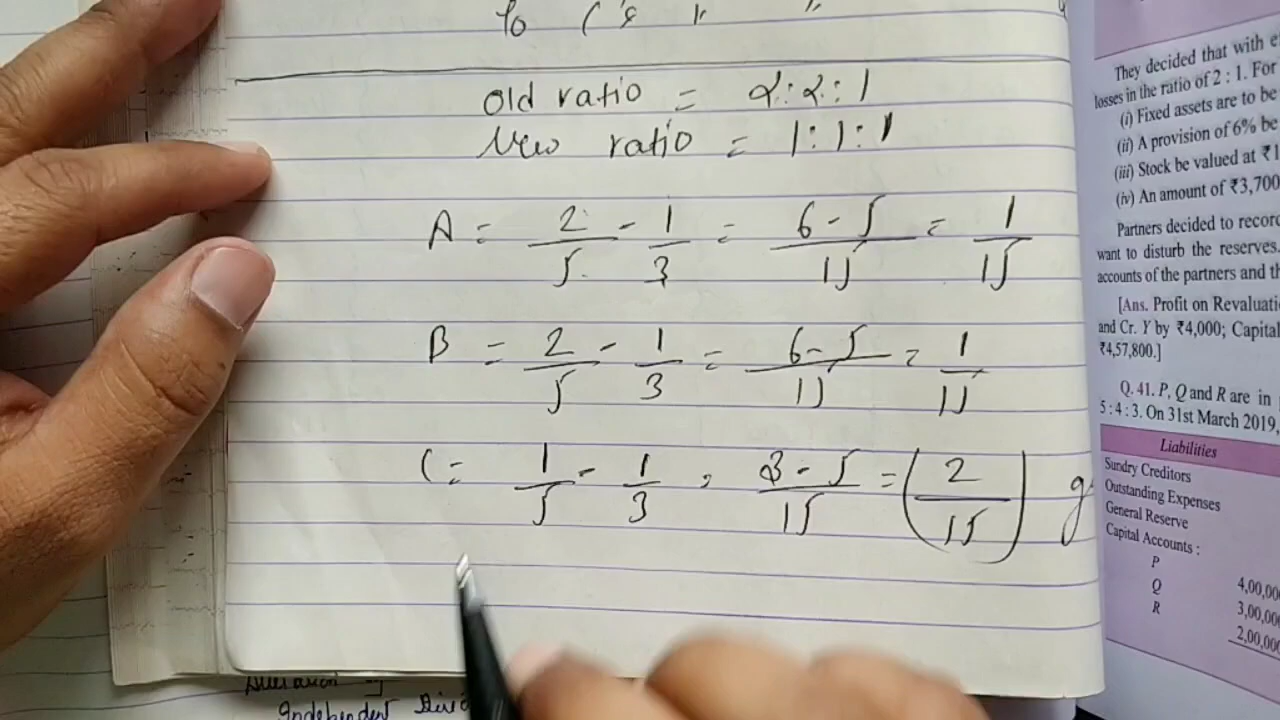 To C's " "
Old ratio = 2:2:1
New ratio = 1:1:1
A = 2/5 - 1/3 = 6-5/15 = 1/15
B = 2/5 - 1/3 = 6-5/15 = 1/15
C = 1/5 - 1/3 = 3-5/15 = (2/15) g
Independent
They decided that with e
losses in the ratio of 2 : 1. For
(i) Fixed assets are to be
(ii) A provision of 6% be
(iii) Stock be valued at ₹1
(iv) An amount of ₹3,700
Partners decided to recor
want to disturb the reserves,
accounts of the partners and th
[Ans. Profit on Revaluati
and Cr. Y by ₹4,000; Capital
₹4,57,800.]
Q. 41. P, Q and R are in
5 : 4 : 3. On 31st March 2019,
Liabilities
Sundry Creditors
Outstanding Expenses
General Reserve
Capital Accounts :
P 4,00,00
Q 3,00,00
R 2,00,00